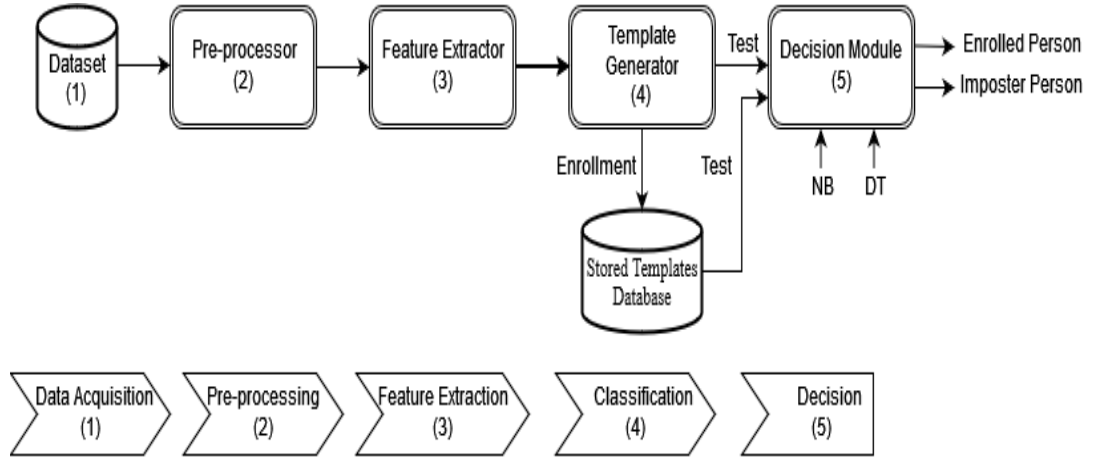 Dataset
(1)
Pre-processor
(2)
Feature Extractor
(3)
Template
Generator
(4)
Test
Decision Module
(5)
Enrolled Person
Imposter Person
Enrollment
Test
NB
DT
Stored Templates
Database
Data Acquisition
(1)
Pre-processing
(2)
Feature Extraction
(3)
Classification
(4)
Decision
(5)